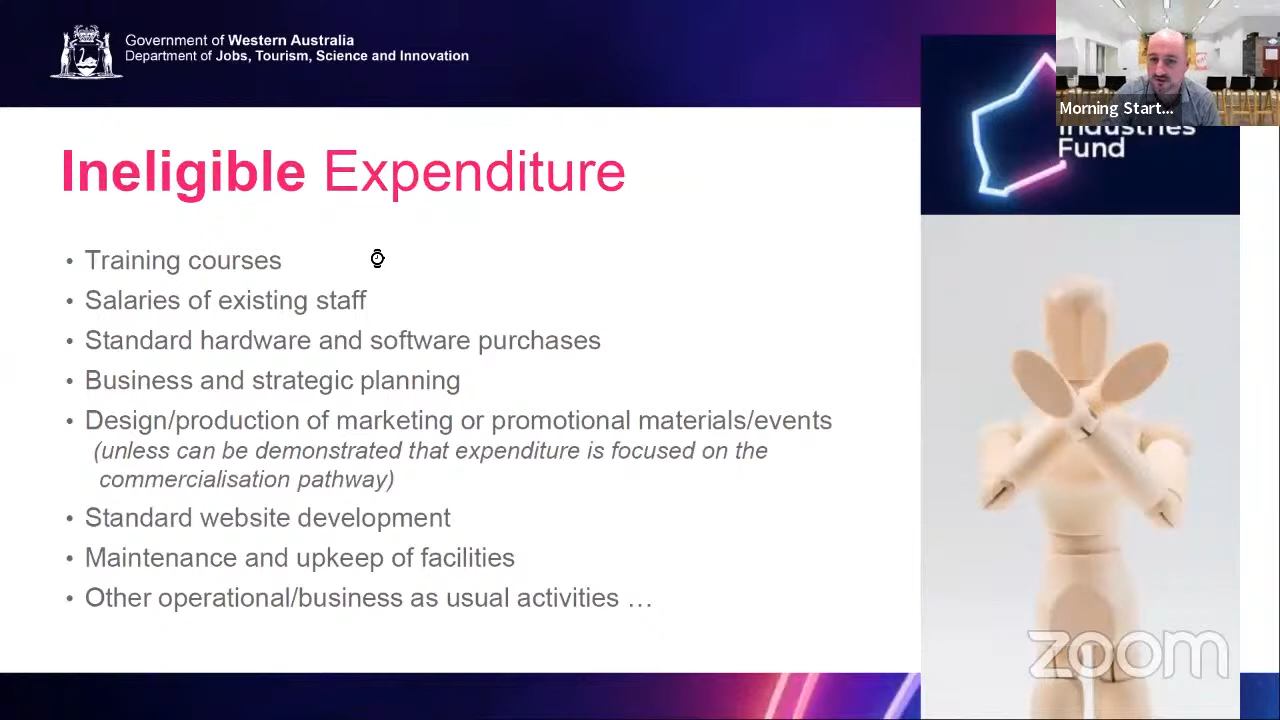 Government of Western Australia
Department of Jobs, Tourism, Science and Innovation
Morning Start...
Industries
Fund
Ineligible Expenditure
• Training courses
• Salaries of existing staff
• Standard hardware and software purchases
• Business and strategic planning
• Design/production of marketing or promotional materials/events
(unless can be demonstrated that expenditure is focused on the
commercialisation pathway)
• Standard website development
• Maintenance and upkeep of facilities
• Other operational/business as usual activities …
zoom